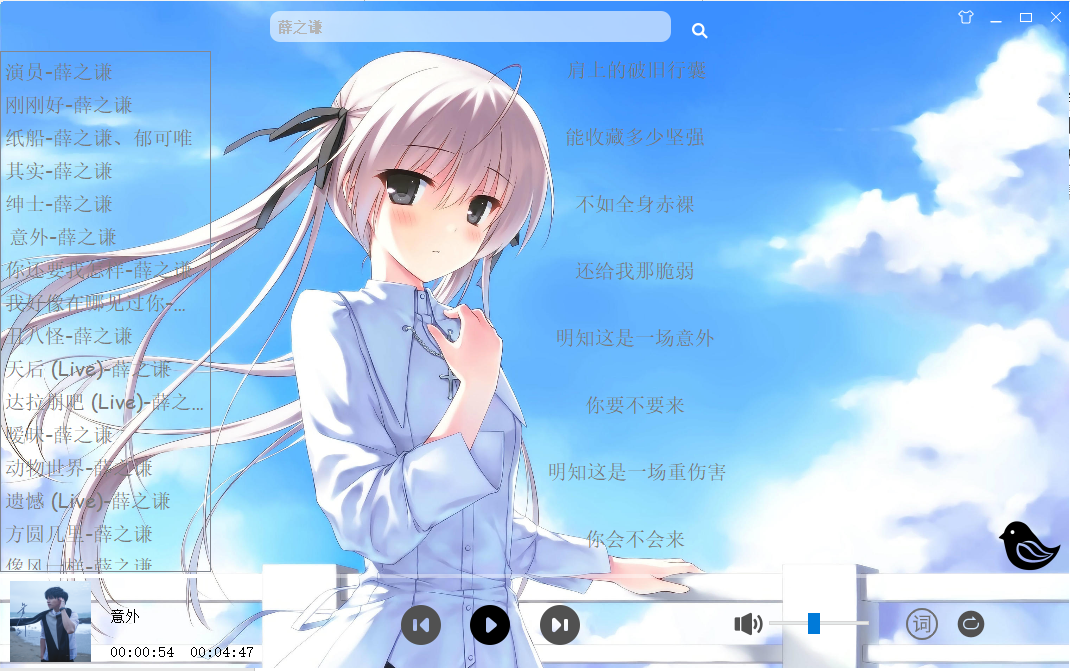 薛之谦
演员-薛之谦
刚刚好-薛之谦
纸船-薛之谦、郁可唯
其实-薛之谦
绅士-薛之谦
意外-薛之谦
你还要我怎样-薛之谦
我好像在哪见过你-...
丑八怪-薛之谦
天后 (Live)-薛之谦
达拉崩吧 (Live)-薛之...
暧昧-薛之谦
动物世界-薛之谦
遗憾 (Live)-薛之谦
方圆几里-薛之谦
像风一样-薛之谦
肩上的破旧行囊
能收藏多少坚强
不如全身赤裸
还给我那脆弱
明知这是一场意外
你要不要来
明知这是一场重伤害
你会不会来
意外
00:00:54 00:04:47
词